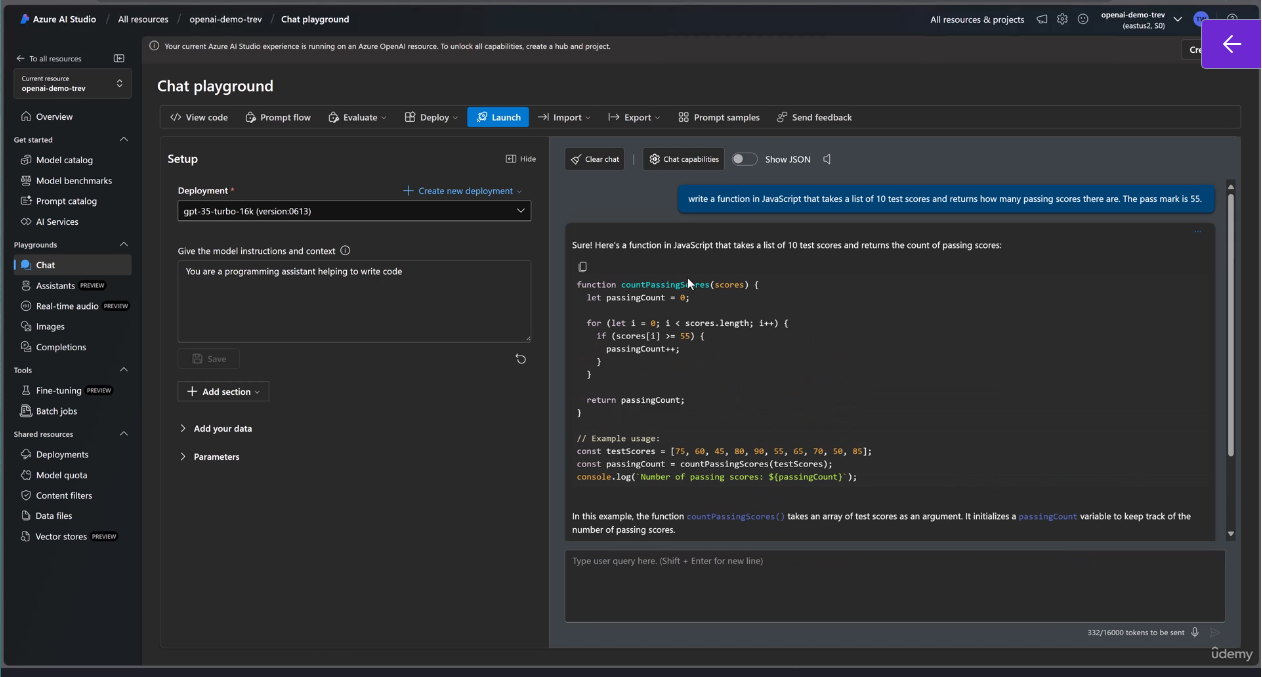 Azure AI Studio / All resources / openai-demo-trev / Chat playground
All resources & projects
openai-demo-trev
(eastus2, S0)
TW
Your current Azure AI Studio experience is running on an Azure OpenAI resource. To unlock all capabilities, create a hub and project.
To all resources
Current resource
openai-demo-trev
Overview
Get started
Model catalog
Model benchmarks
Prompt catalog
AI Services
Playgrounds
Chat
Assistants PREVIEW
Real-time audio PREVIEW
Images
Completions
Tools
Fine-tuning PREVIEW
Batch jobs
Shared resources
Deployments
Model quota
Content filters
Data files
Vector stores PREVIEW
Chat playground
View code Prompt flow Evaluate Deploy Launch Import Export Prompt samples Send feedback
Setup
Hide
Deployment *
Create new deployment
gpt-35-turbo-16k (version:0613)
Give the model instructions and context
You are a programming assistant helping to write code
Save
Add section
Add your data
Parameters
Clear chat | Chat capabilities Show JSON
write a function in JavaScript that takes a list of 10 test scores and returns how many passing scores there are. The pass mark is 55.
Sure! Here's a function in JavaScript that takes a list of 10 test scores and returns the count of passing scores:
function countPassingScores(scores) {
let passingCount = 0;
for (let i = 0; i < scores.length; i++) {
if (scores[i] >= 55) {
passingCount++;
}
}
return passingCount;
}
// Example usage:
const testScores = [75, 60, 45, 80, 90, 55, 65, 70, 50, 85];
const passingCount = countPassingScores(testScores);
console.log(`Number of passing scores: ${passingCount}`);
In this example, the function countPassingScores() takes an array of test scores as an argument. It initializes a passingCount variable to keep track of the
number of passing scores.
Type user query here. (Shift + Enter for new line)
332/16000 tokens to be sent
ûdemy